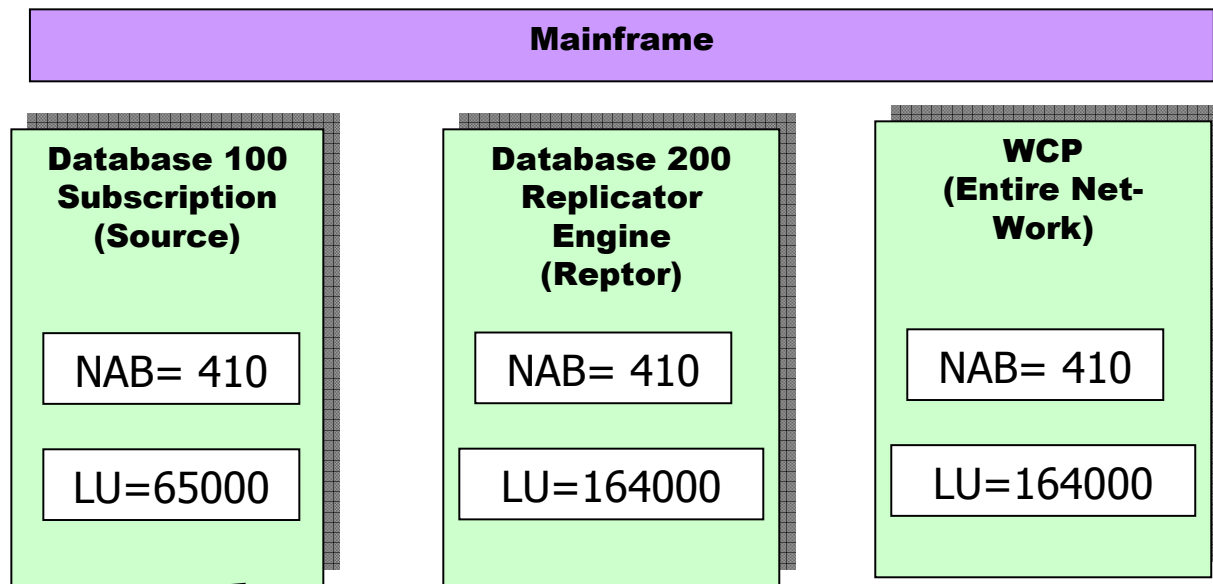 Mainframe
Database 100
Subscription
(Source)
NAB= 410
LU=65000
Database 200
Replicator
Engine
(Reptor)
NAB= 410
LU=164000
WCP
(Entire Net-
Work)
NAB= 410
LU=164000